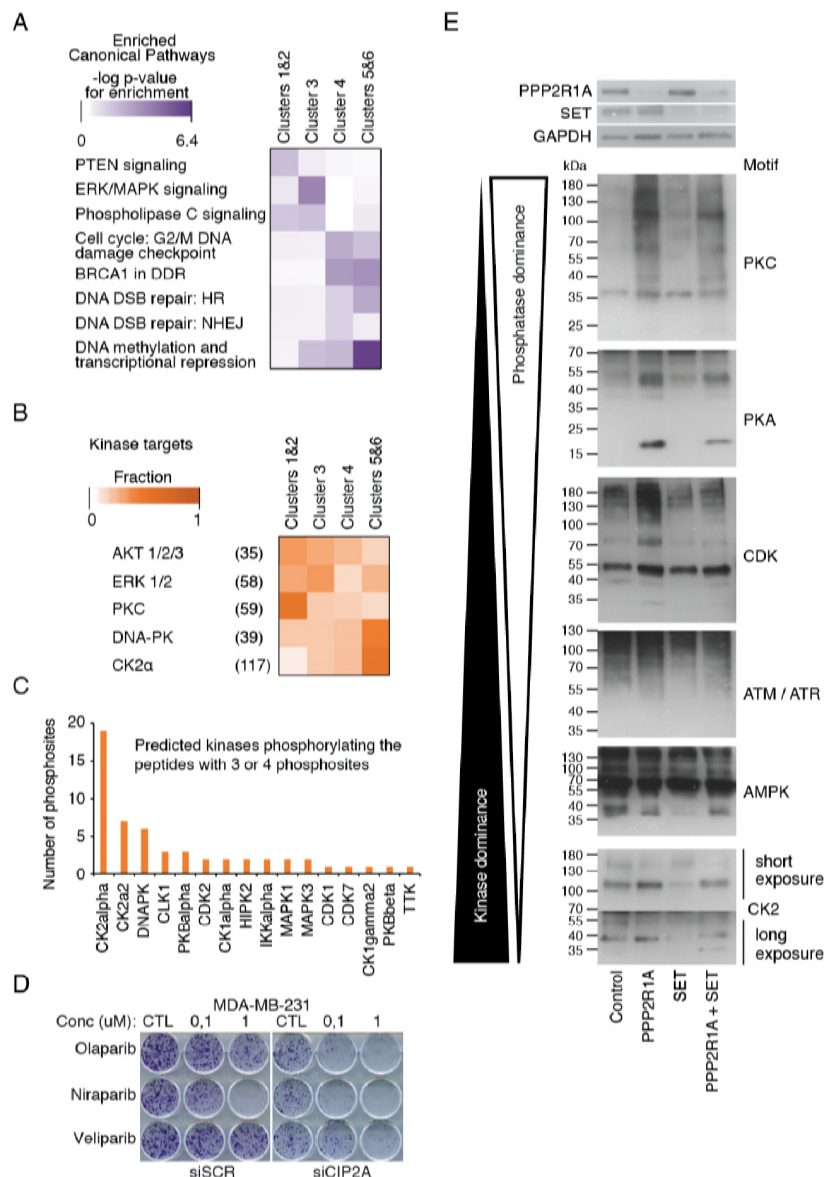 A
Enriched
Canonical Pathways
-log p-value
for enrichment
0
6.4
Clusters 1&2
Cluster 3
Cluster 4
Clusters 5&6
PTEN signaling
ERK/MAPK signaling
Phospholipase C signaling
Cell cycle: G2/M DNA
damage checkpoint
BRCA1 in DDR
DNA DSB repair: HR
DNA DSB repair: NHEJ
DNA methylation and
transcriptional repression
B
Kinase targets
Fraction
0
1
Clusters 1&2
Cluster 3
Cluster 4
Clusters 5&6
AKT 1/2/3 (35)
ERK 1/2 (58)
PKC (59)
DNA-PK (39)
CK2α (117)
C
Number of phosphosites
20
15
10
5
0
Predicted kinases phosphorylating the
peptides with 3 or 4 phosphosites
CK2alpha
CK2a2
DNAPK
CLK1
PKBalpha
CDK2
CK1alpha
HIPK2
IKKalpha
MAPK1
MAPK3
CDK1
CDK7
CK1gamma2
PKBbeta
TTK
D
MDA-MB-231
Conc (uM): CTL 0,1 1 CTL 0,1 1
Olaparib
Niraparib
Veliparib
siSCR siCIP2A
E
PPP2R1A
SET
GAPDH
kDa
Motif
Phosphatase dominance
Kinase dominance
180
130
100
70
55
40
35
25
PKC
70
55
40
35
25
15
PKA
180
130
100
70
55
40
35
CDK
130
100
70
55
40
35
ATM / ATR
130
100
70
55
40
35
AMPK
180
130
100
short
exposure
70
CK2
55
40
35
long
exposure
Control
PPP2R1A
SET
PPP2R1A + SET